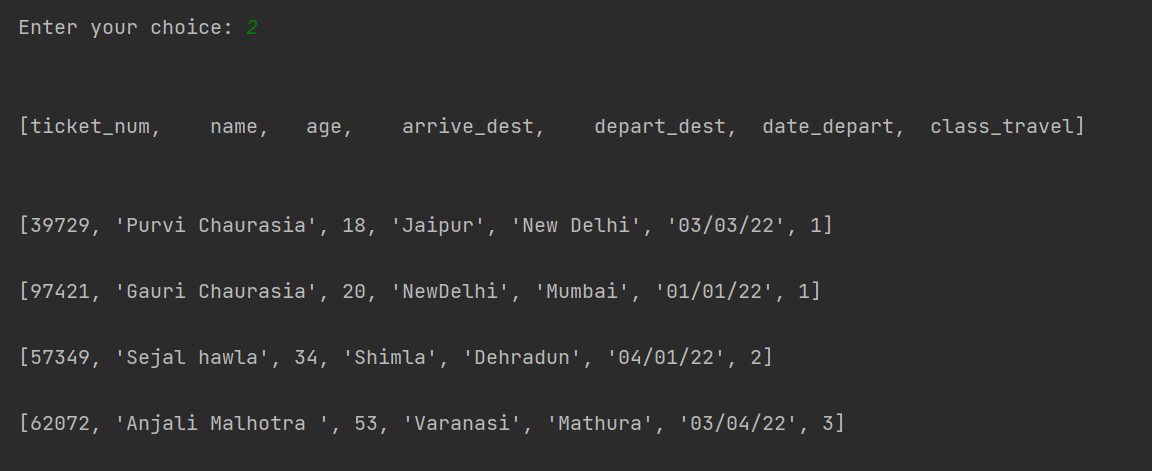 Enter your choice: 2
[ticket_num,    name,   age,    arrive_dest,    depart_dest,  date_depart,  class_travel]
[39729, 'Purvi Chaurasia', 18, 'Jaipur', 'New Delhi', '03/03/22', 1]
[97421, 'Gauri Chaurasia', 20, 'NewDelhi', 'Mumbai', '01/01/22', 1]
[57349, 'Sejal hawla', 34, 'Shimla', 'Dehradun', '04/01/22', 2]
[62072, 'Anjali Malhotra ', 53, 'Varanasi', 'Mathura', '03/04/22', 3]